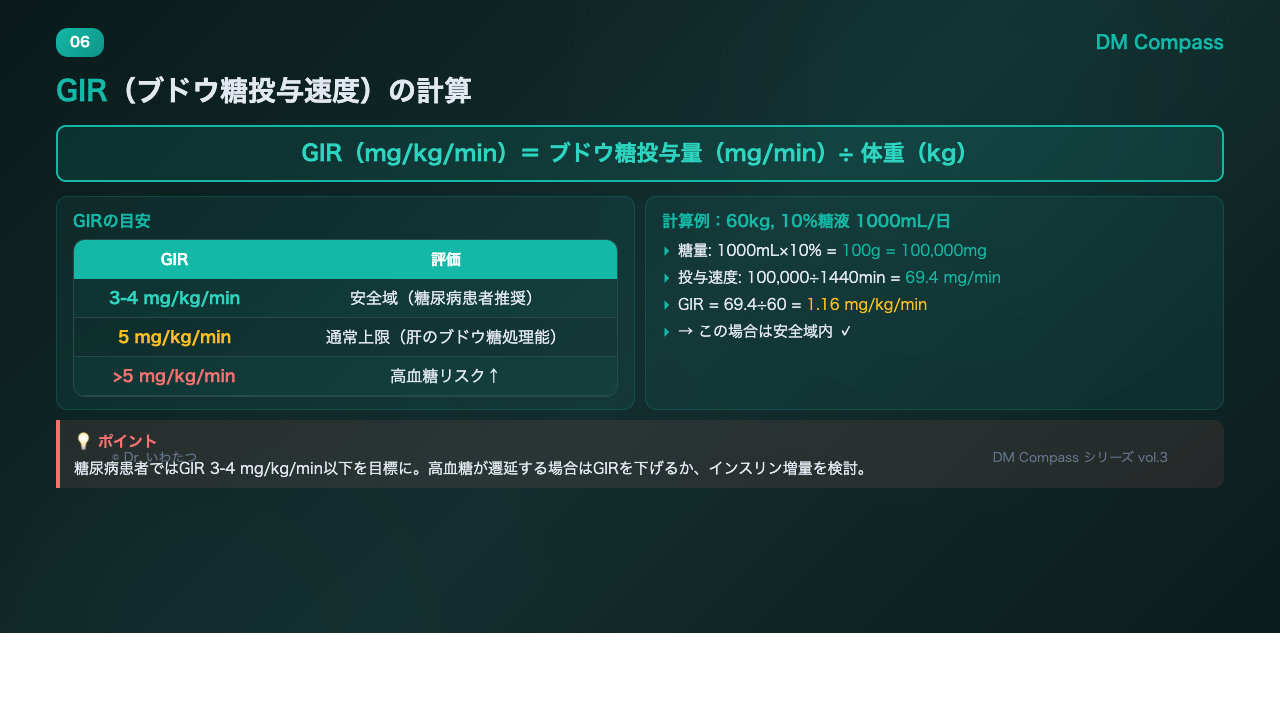 06
DM Compass
GIR（ブドウ糖投与速度）の計算
GIR（mg/kg/min）＝ ブドウ糖投与量（mg/min）÷ 体重（kg）
GIRの目安
GIR 評価
3-4 mg/kg/min 安全域（糖尿病患者推奨）
5 mg/kg/min 通常上限（肝のブドウ糖処理能）
>5 mg/kg/min 高血糖リスク↑
計算例：60kg, 10%糖液 1000mL/日
糖量: 1000mL×10% = 100g = 100,000mg
投与速度: 100,000÷1440min = 69.4 mg/min
GIR = 69.4÷60 = 1.16 mg/kg/min
→ この場合は安全域内 ✓
💡 ポイント
糖尿病患者ではGIR 3-4 mg/kg/min以下を目標に。高血糖が遷延する場合はGIRを下げるか、インスリン増量を検討。
© Dr. いわたつ
DM Compass シリーズ vol.3